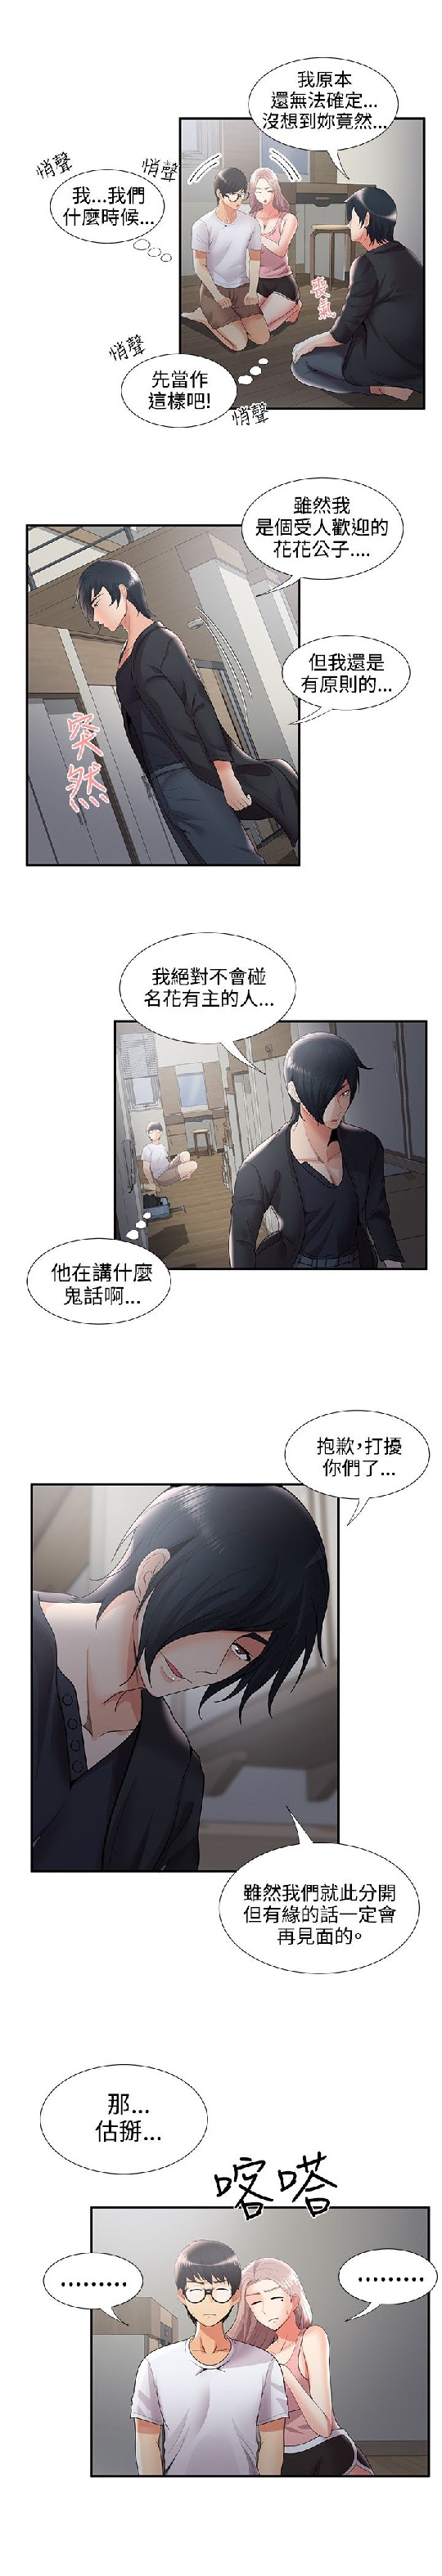 我原本
還無法確定...
沒想到妳竟然...
悄聲
悄聲
我...我們
什麼時候...
喪氣
悄聲
先當作
這樣吧!
悄聲
雖然我
是個受人歡迎的
花花公子....
但我還是
有原則的...
突然
我絕對不會碰
名花有主的人...
他在講什麼
鬼話啊...
抱歉,打擾
你們了...
雖然我們就此分開
但有緣的話一定會
再見面的。
那...
估掰...
喀嗒
.........
.........